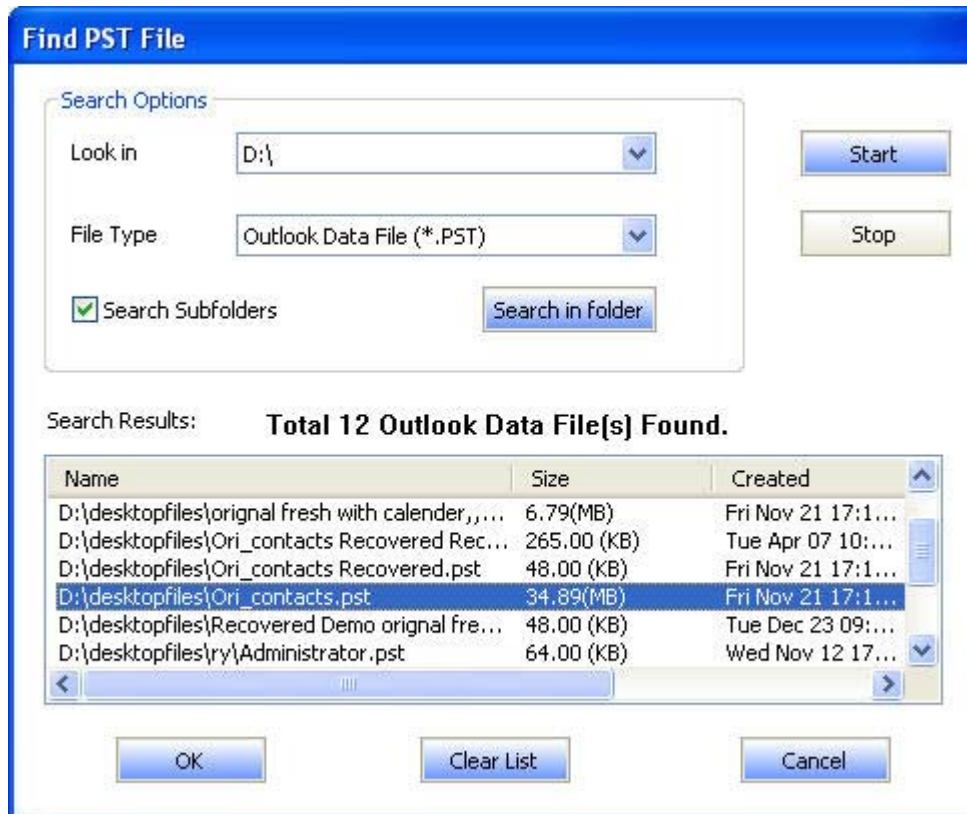 Find PST File
Search Options
Look in D:\
Start
File Type Outlook Data File (*.PST)
Stop
Search Subfolders
Search in folder
Search Results: Total 12 Outlook Data File(s) Found.
Name Size Created
D:\desktopfiles\orignal fresh with calender,,... 6.79(MB) Fri Nov 21 17:1...
D:\desktopfiles\Ori_contacts Recovered Rec... 265.00 (KB) Tue Apr 07 10:...
D:\desktopfiles\Ori_contacts Recovered.pst 48.00 (KB) Fri Nov 21 17:1...
D:\desktopfiles\Ori_contacts.pst 34.89(MB) Fri Nov 21 17:1...
D:\desktopfiles\Recovered Demo orignal fre... 48.00 (KB) Tue Dec 23 09:...
D:\desktopfiles\ry\Administrator.pst 64.00 (KB) Wed Nov 12 17...
OK Clear List Cancel